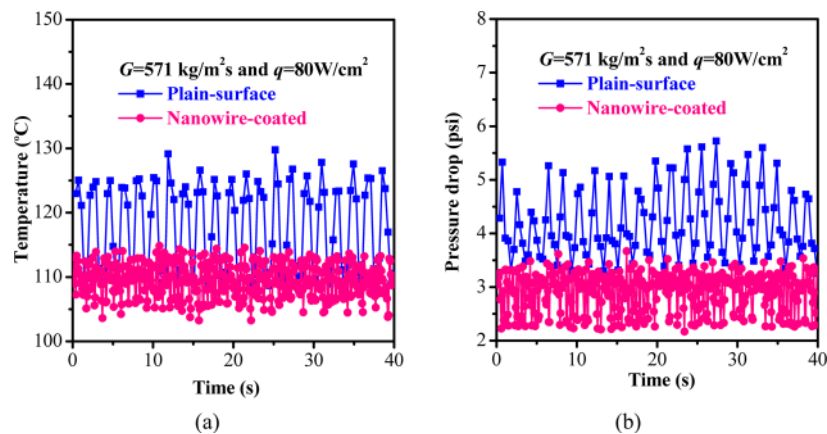 150
140
130
120
110
100
Temperature (ºC)
G=571 kg/m²s and q=80W/cm²
Plain-surface
Nanowire-coated
0 10 20 30 40
Time (s)
(a)
8
7
6
5
4
3
2
Pressure drop (psi)
G=571 kg/m²s and q=80W/cm²
Plain-surface
Nanowire-coated
0 10 20 30 40
Time (s)
(b)